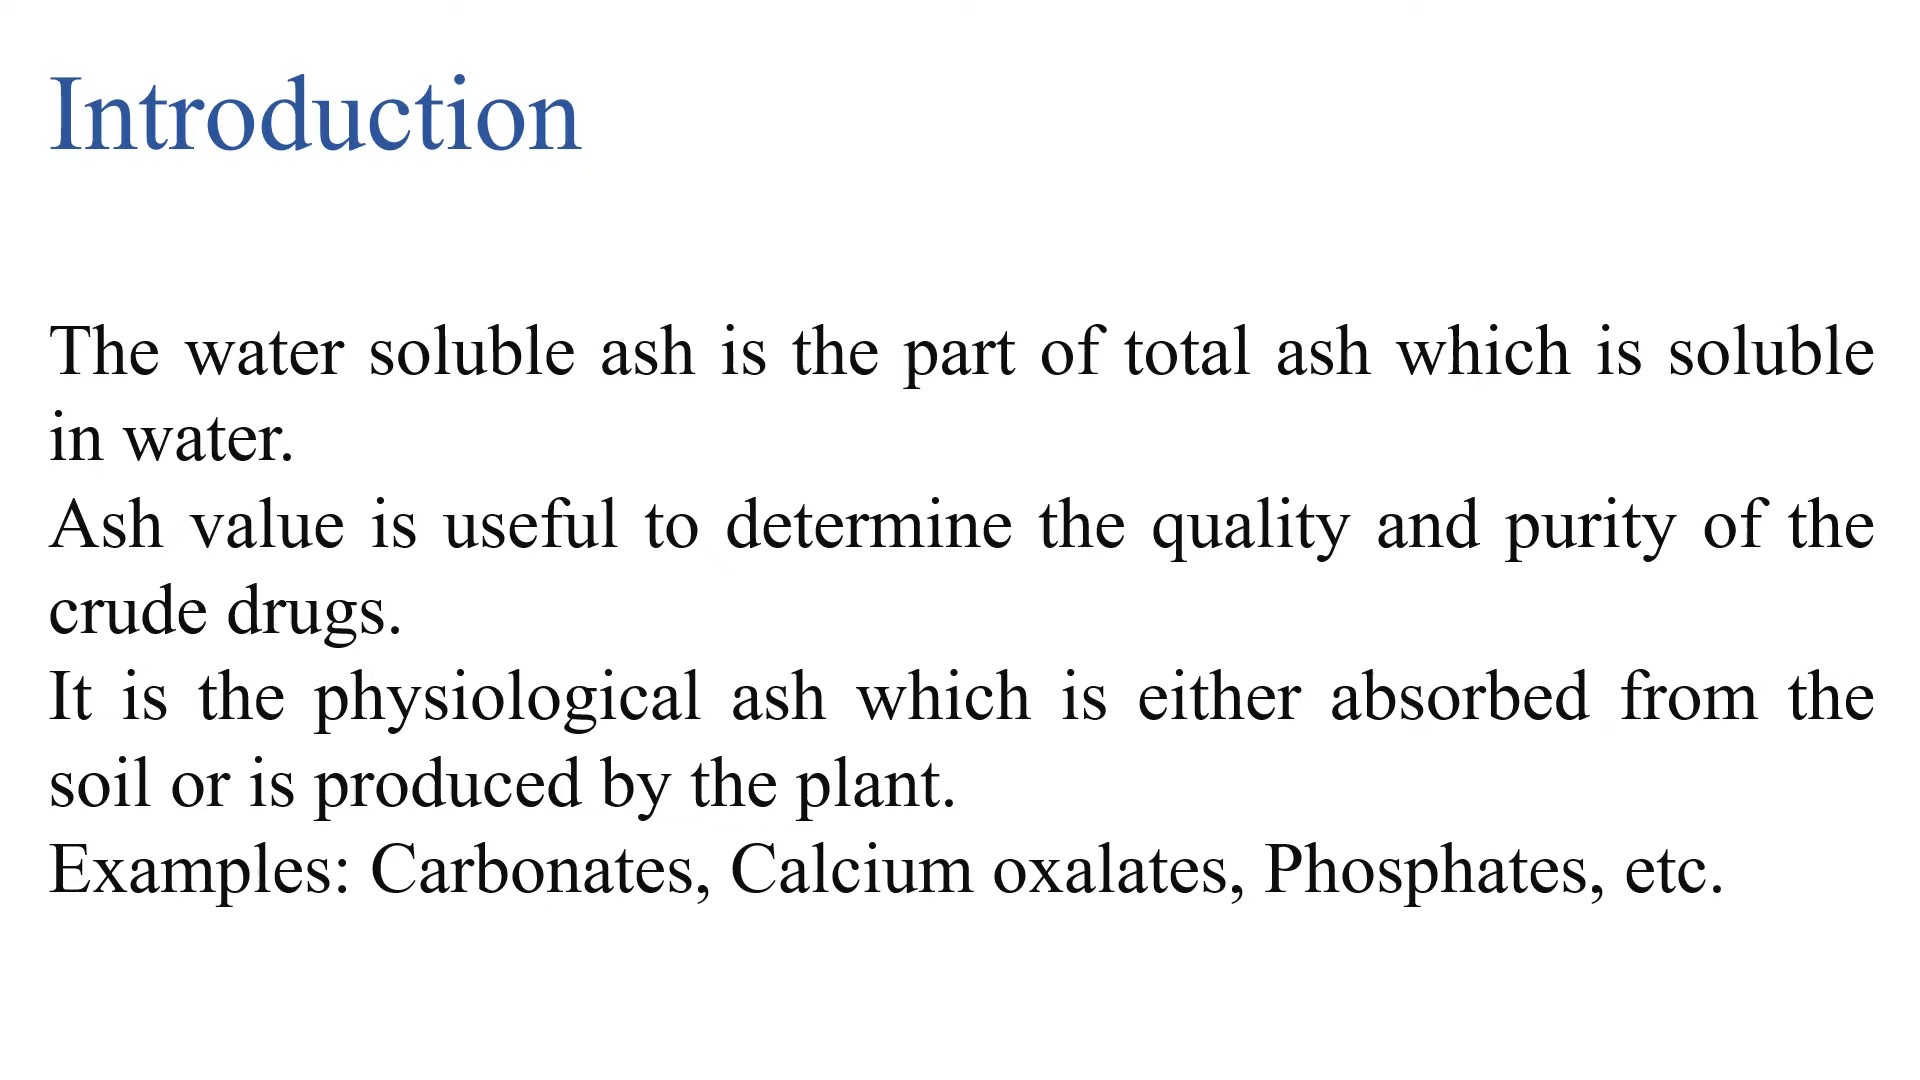 Introduction
The water soluble ash is the part of total ash which is soluble
in water.
Ash value is useful to determine the quality and purity of the
crude drugs.
It is the physiological ash which is either absorbed from the
soil or is produced by the plant.
Examples: Carbonates, Calcium oxalates, Phosphates, etc.